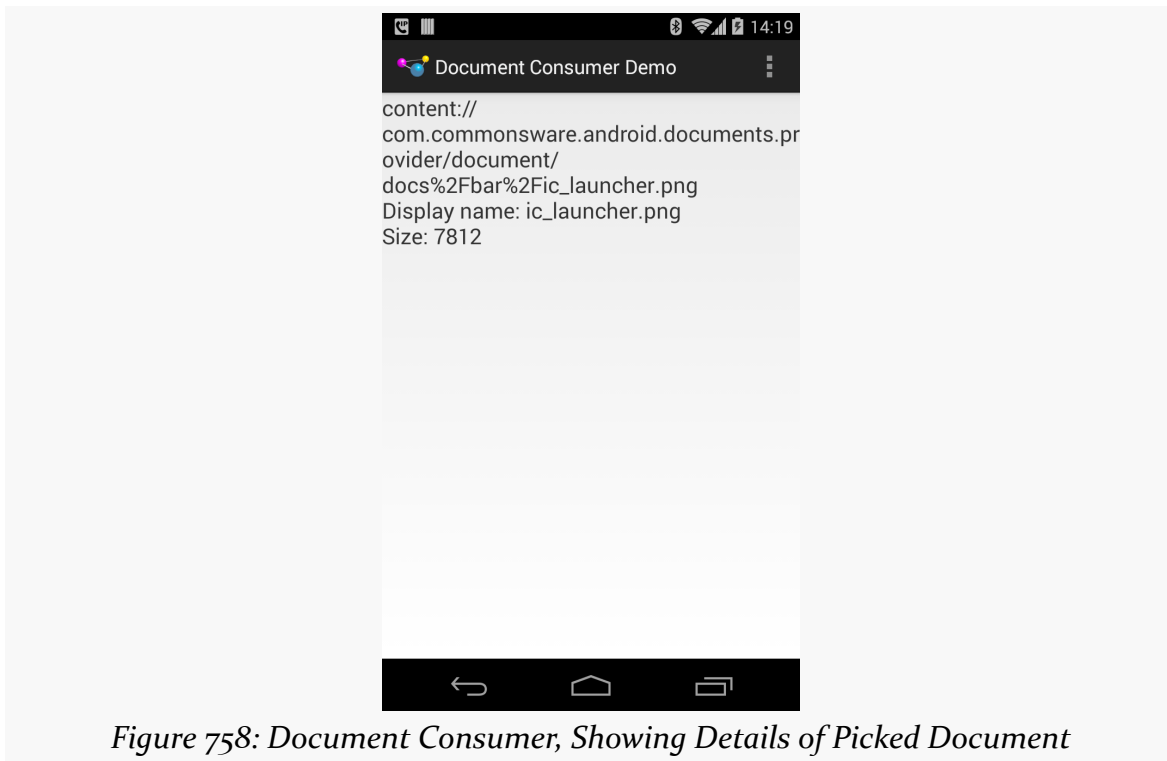 14:19
Document Consumer Demo
content://
com.commonsware.android.documents.pr
ovider/document/
docs%2Fbar%2Fic_launcher.png
Display name: ic_launcher.png
Size: 7812
Figure 758: Document Consumer, Showing Details of Picked Document